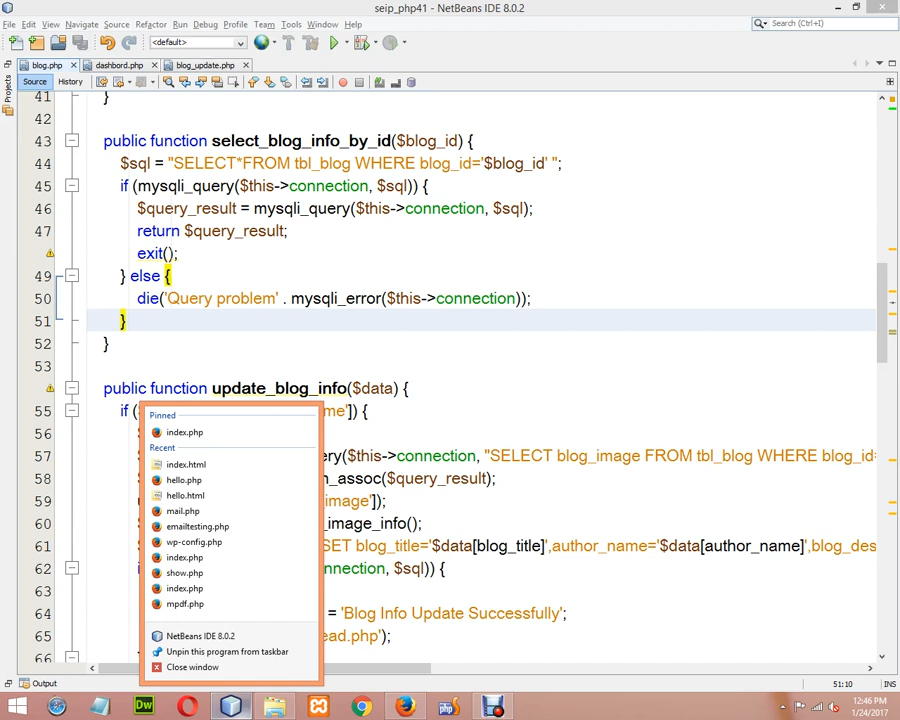 seip_php41 - NetBeans IDE 8.0.2
File Edit View Navigate Source Refactor Run Debug Profile Team Tools Window Help
Search (Ctrl+I)
<default>
Projects
blog.php
dashbord.php
blog_update.php
Source History
41 }
42
43 public function select_blog_info_by_id($blog_id) {
44 $sql = "SELECT*FROM tbl_blog WHERE blog_id='$blog_id' ";
45 if (mysqli_query($this->connection, $sql)) {
46 $query_result = mysqli_query($this->connection, $sql);
47 return $query_result;
exit();
49 } else {
50 die('Query problem' . mysqli_error($this->connection));
51 }
52 }
53
public function update_blog_info($data) {
55 if ( me']) {
56
57 ry($this->connection, "SELECT blog_image FROM tbl_blog WHERE blog_id=
58 n_assoc($query_result);
59 image']);
60 _image_info();
61 SET blog_title='$data[blog_title]',author_name='$data[author_name]',blog_des
62 nnection, $sql)) {
63
64 = 'Blog Info Update Successfully';
65 ead.php');
66
Pinned
index.php
Recent
index.html
hello.php
hello.html
mail.php
emailtesting.php
wp-config.php
index.php
show.php
index.php
mpdf.php
NetBeans IDE 8.0.2
Unpin this program from taskbar
Close window
Output
51:10 INS
Dw
php
12:46 PM
1/24/2017